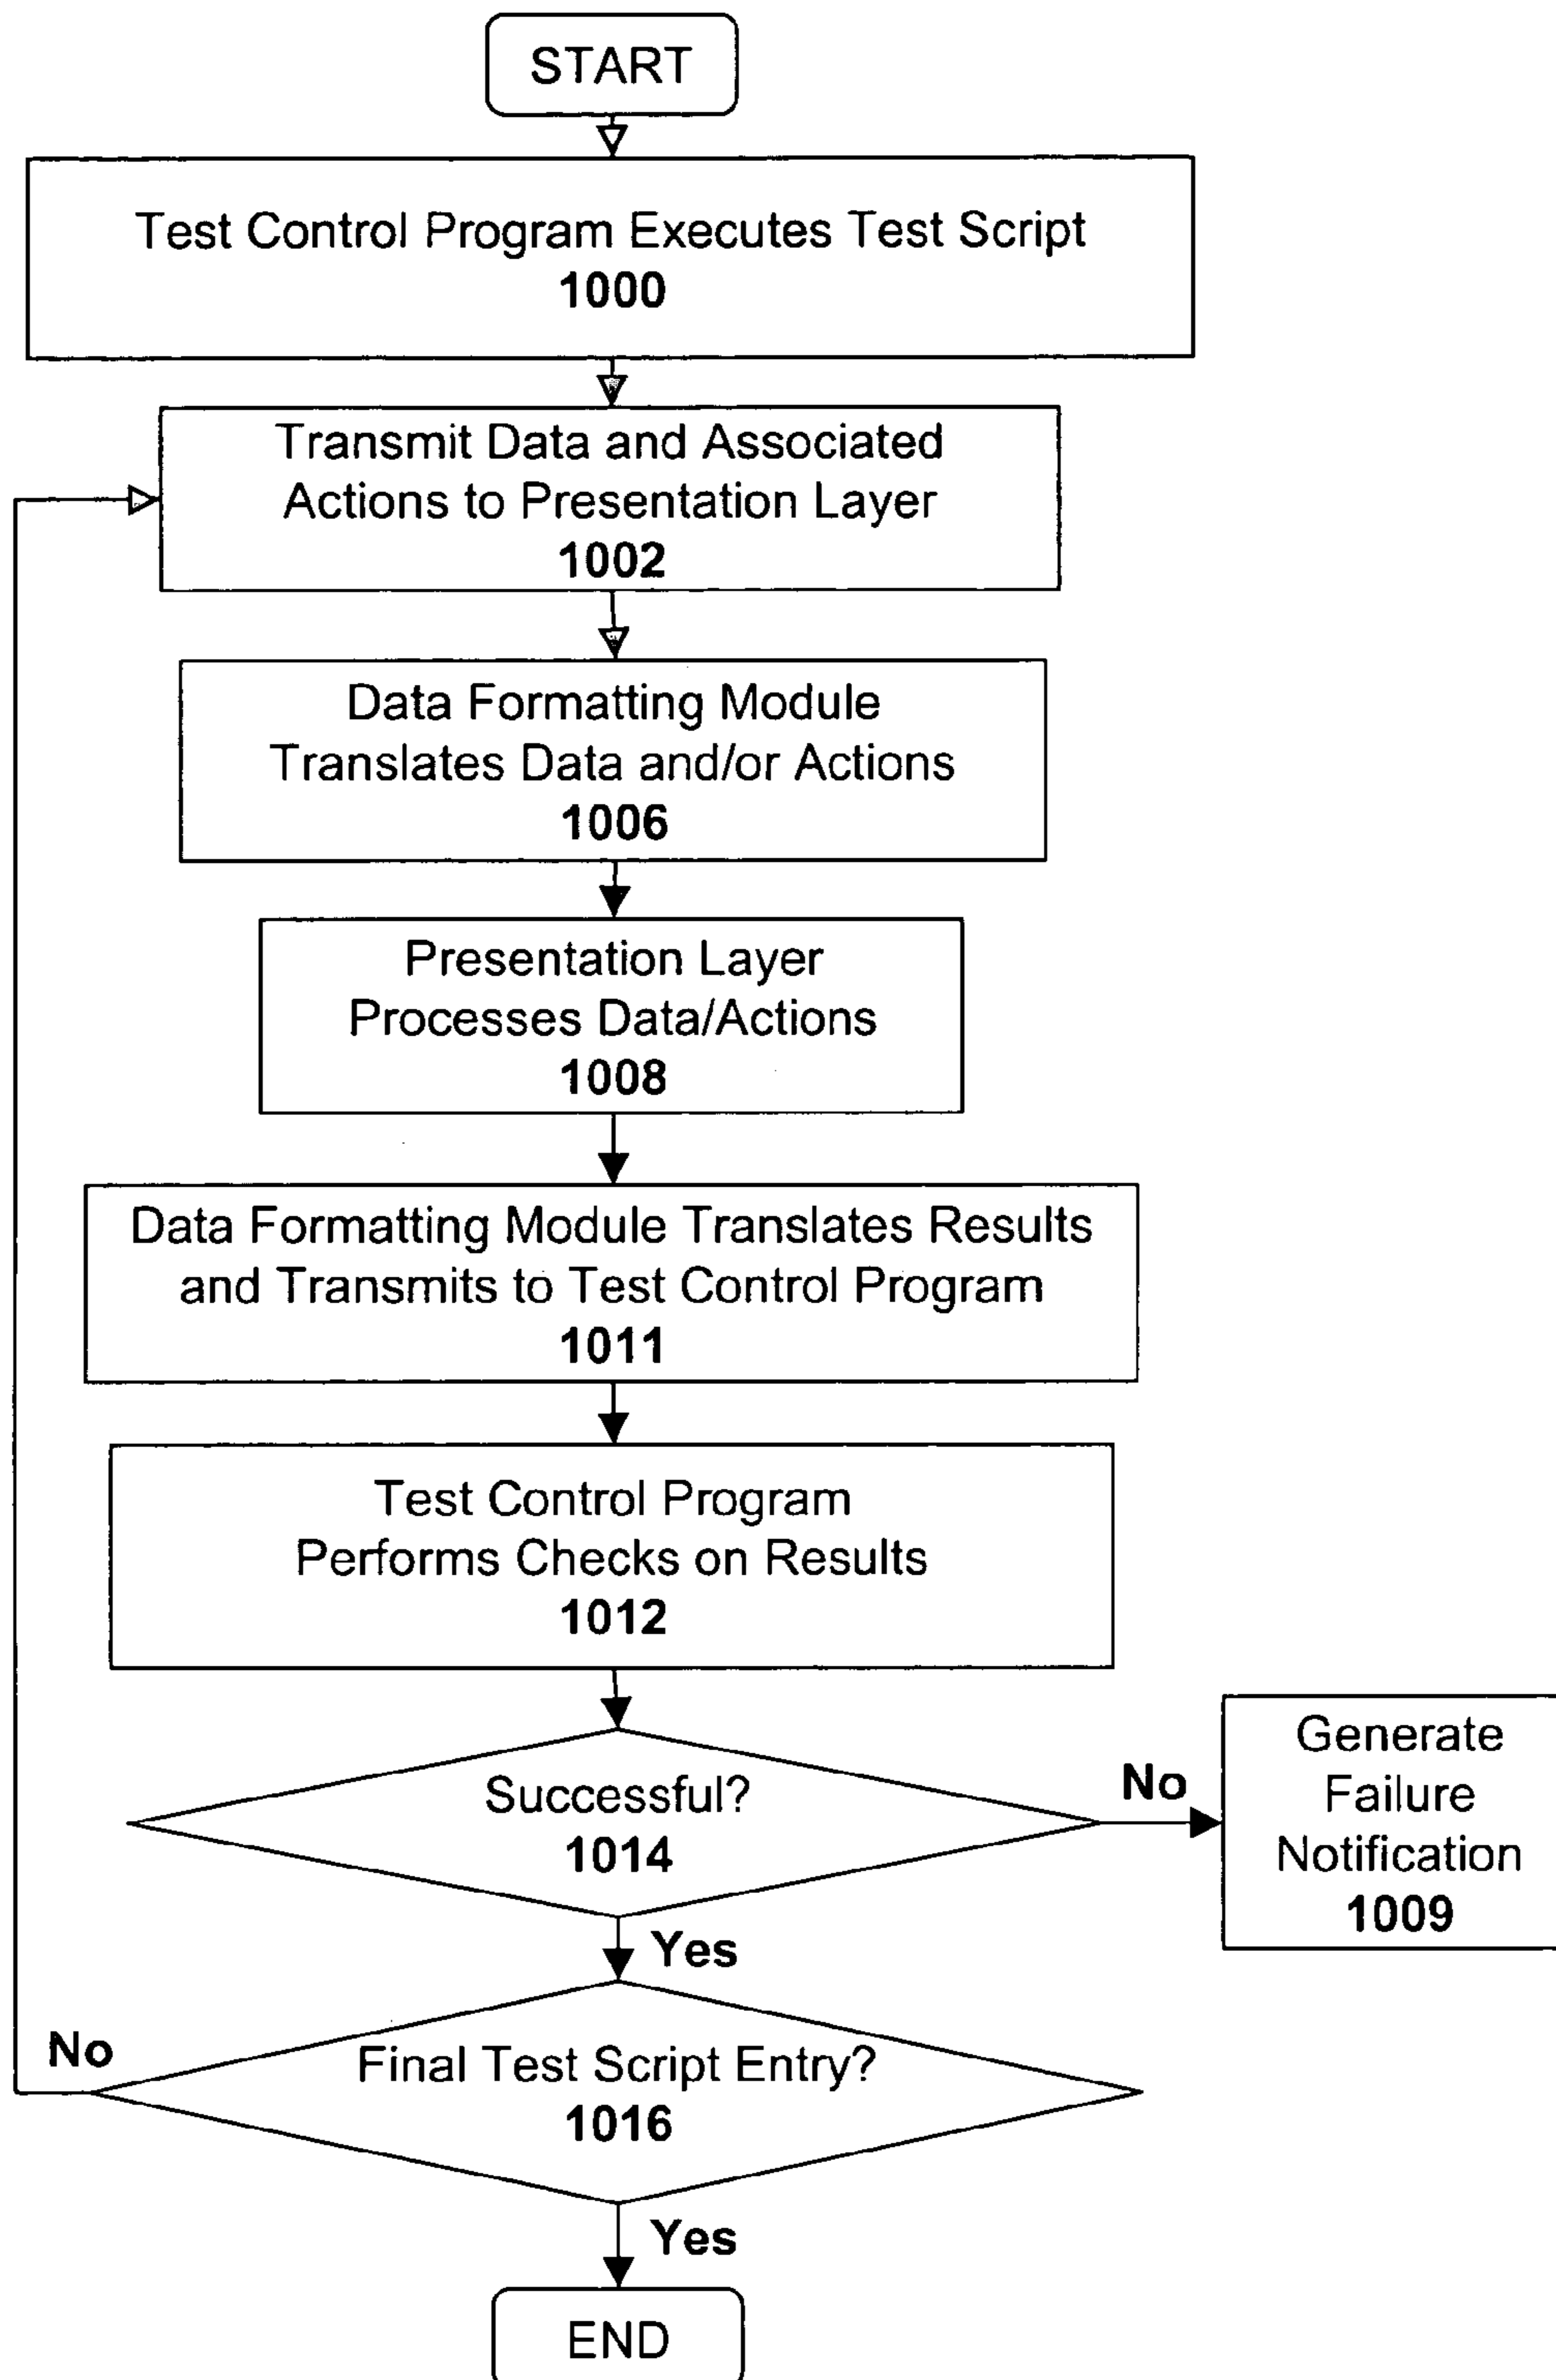 START
Test Control Program Executes Test Script
1000
Transmit Data and Associated
Actions to Presentation Layer
1002
Data Formatting Module
Translates Data and/or Actions
1006
Presentation Layer
Processes Data/Actions
1008
Data Formatting Module Translates Results
and Transmits to Test Control Program
1011
Test Control Program
Performs Checks on Results
1012
Successful?
1014
No
Generate
Failure
Notification
1009
Yes
No
Final Test Script Entry?
1016
Yes
END